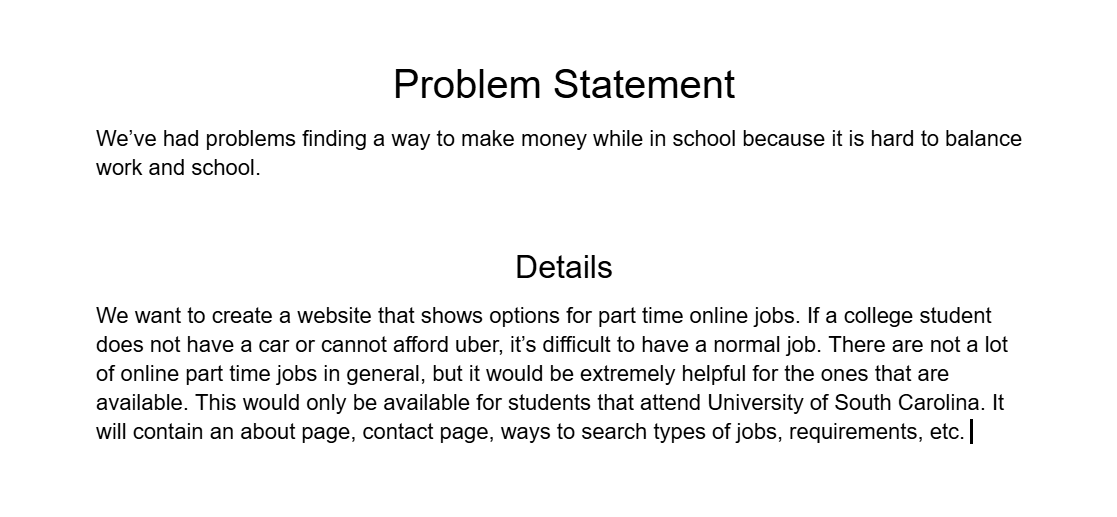 Problem Statement
We’ve had problems finding a way to make money while in school because it is hard to balance
work and school.
Details
We want to create a website that shows options for part time online jobs. If a college student
does not have a car or cannot afford uber, it’s difficult to have a normal job. There are not a lot
of online part time jobs in general, but it would be extremely helpful for the ones that are
available. This would only be available for students that attend University of South Carolina. It
will contain an about page, contact page, ways to search types of jobs, requirements, etc.